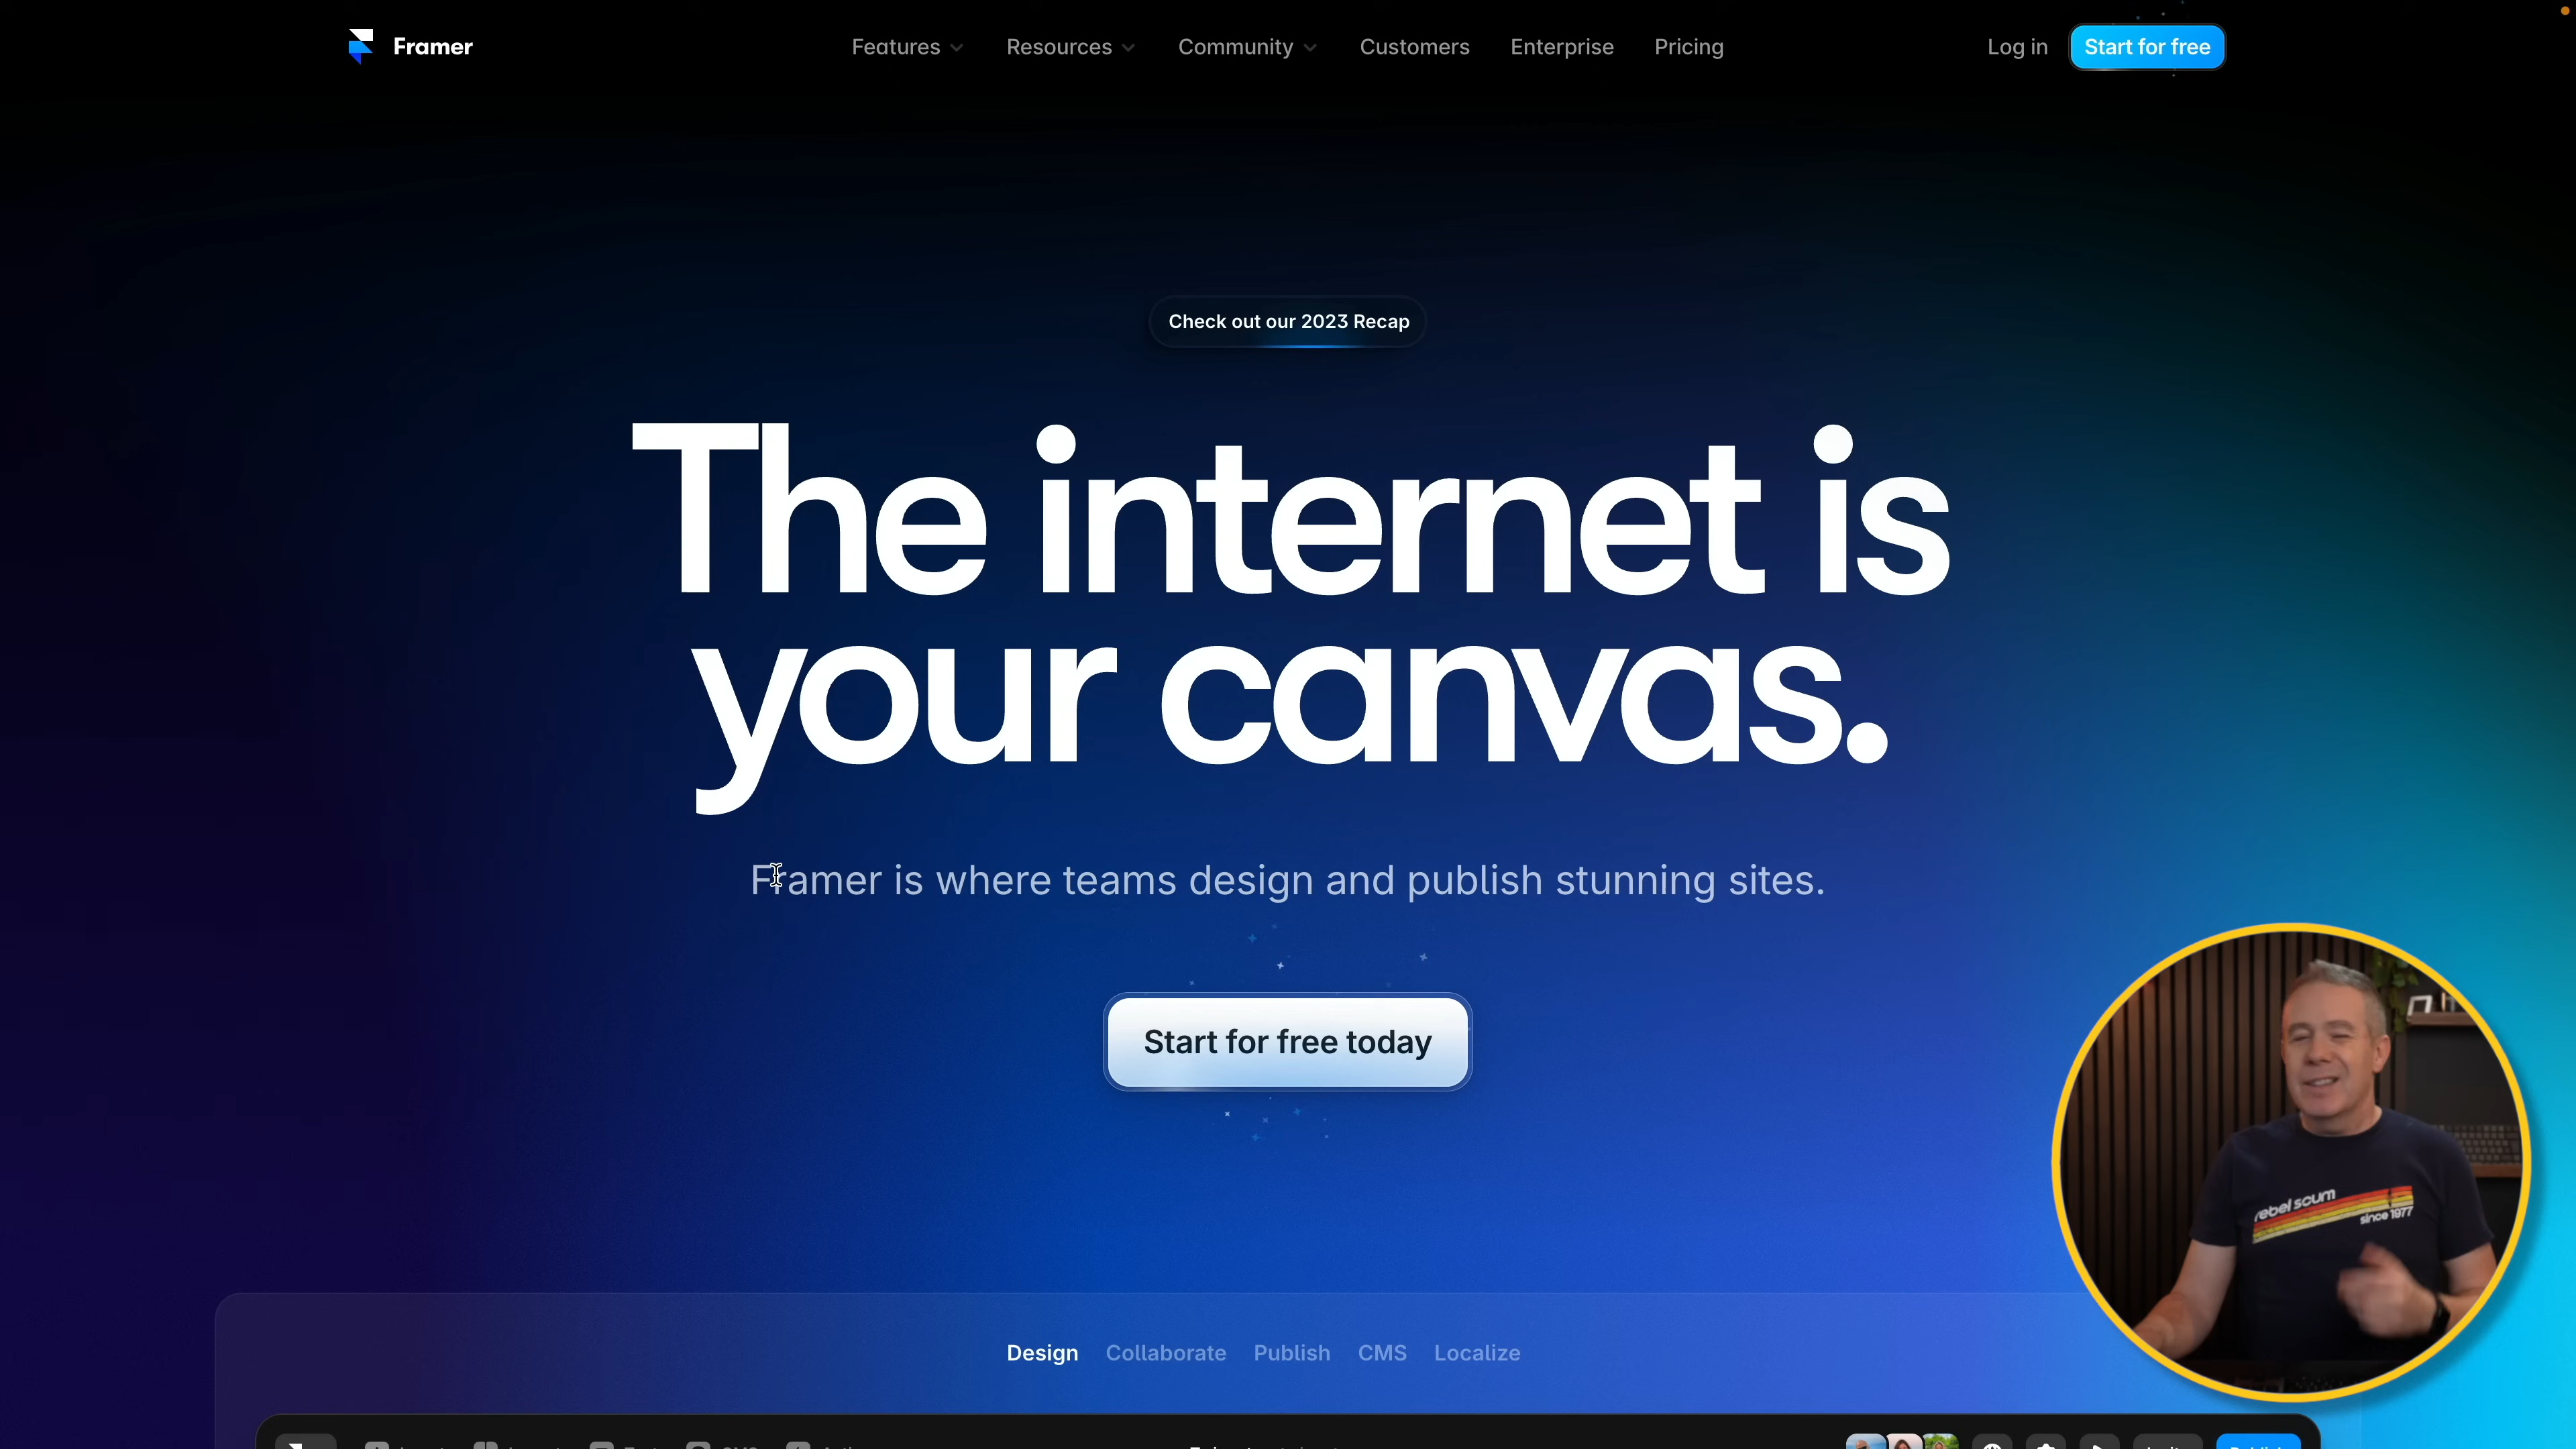 Framer
Features
Resources
Community
Customers
Enterprise
Pricing
Log in
Start for free
Check out our 2023 Recap
The internet is
your canvas.
Framer is where teams design and publish stunning sites.
Start for free today
rebel scum
since 1977
Design
Collaborate
Publish
CMS
Localize